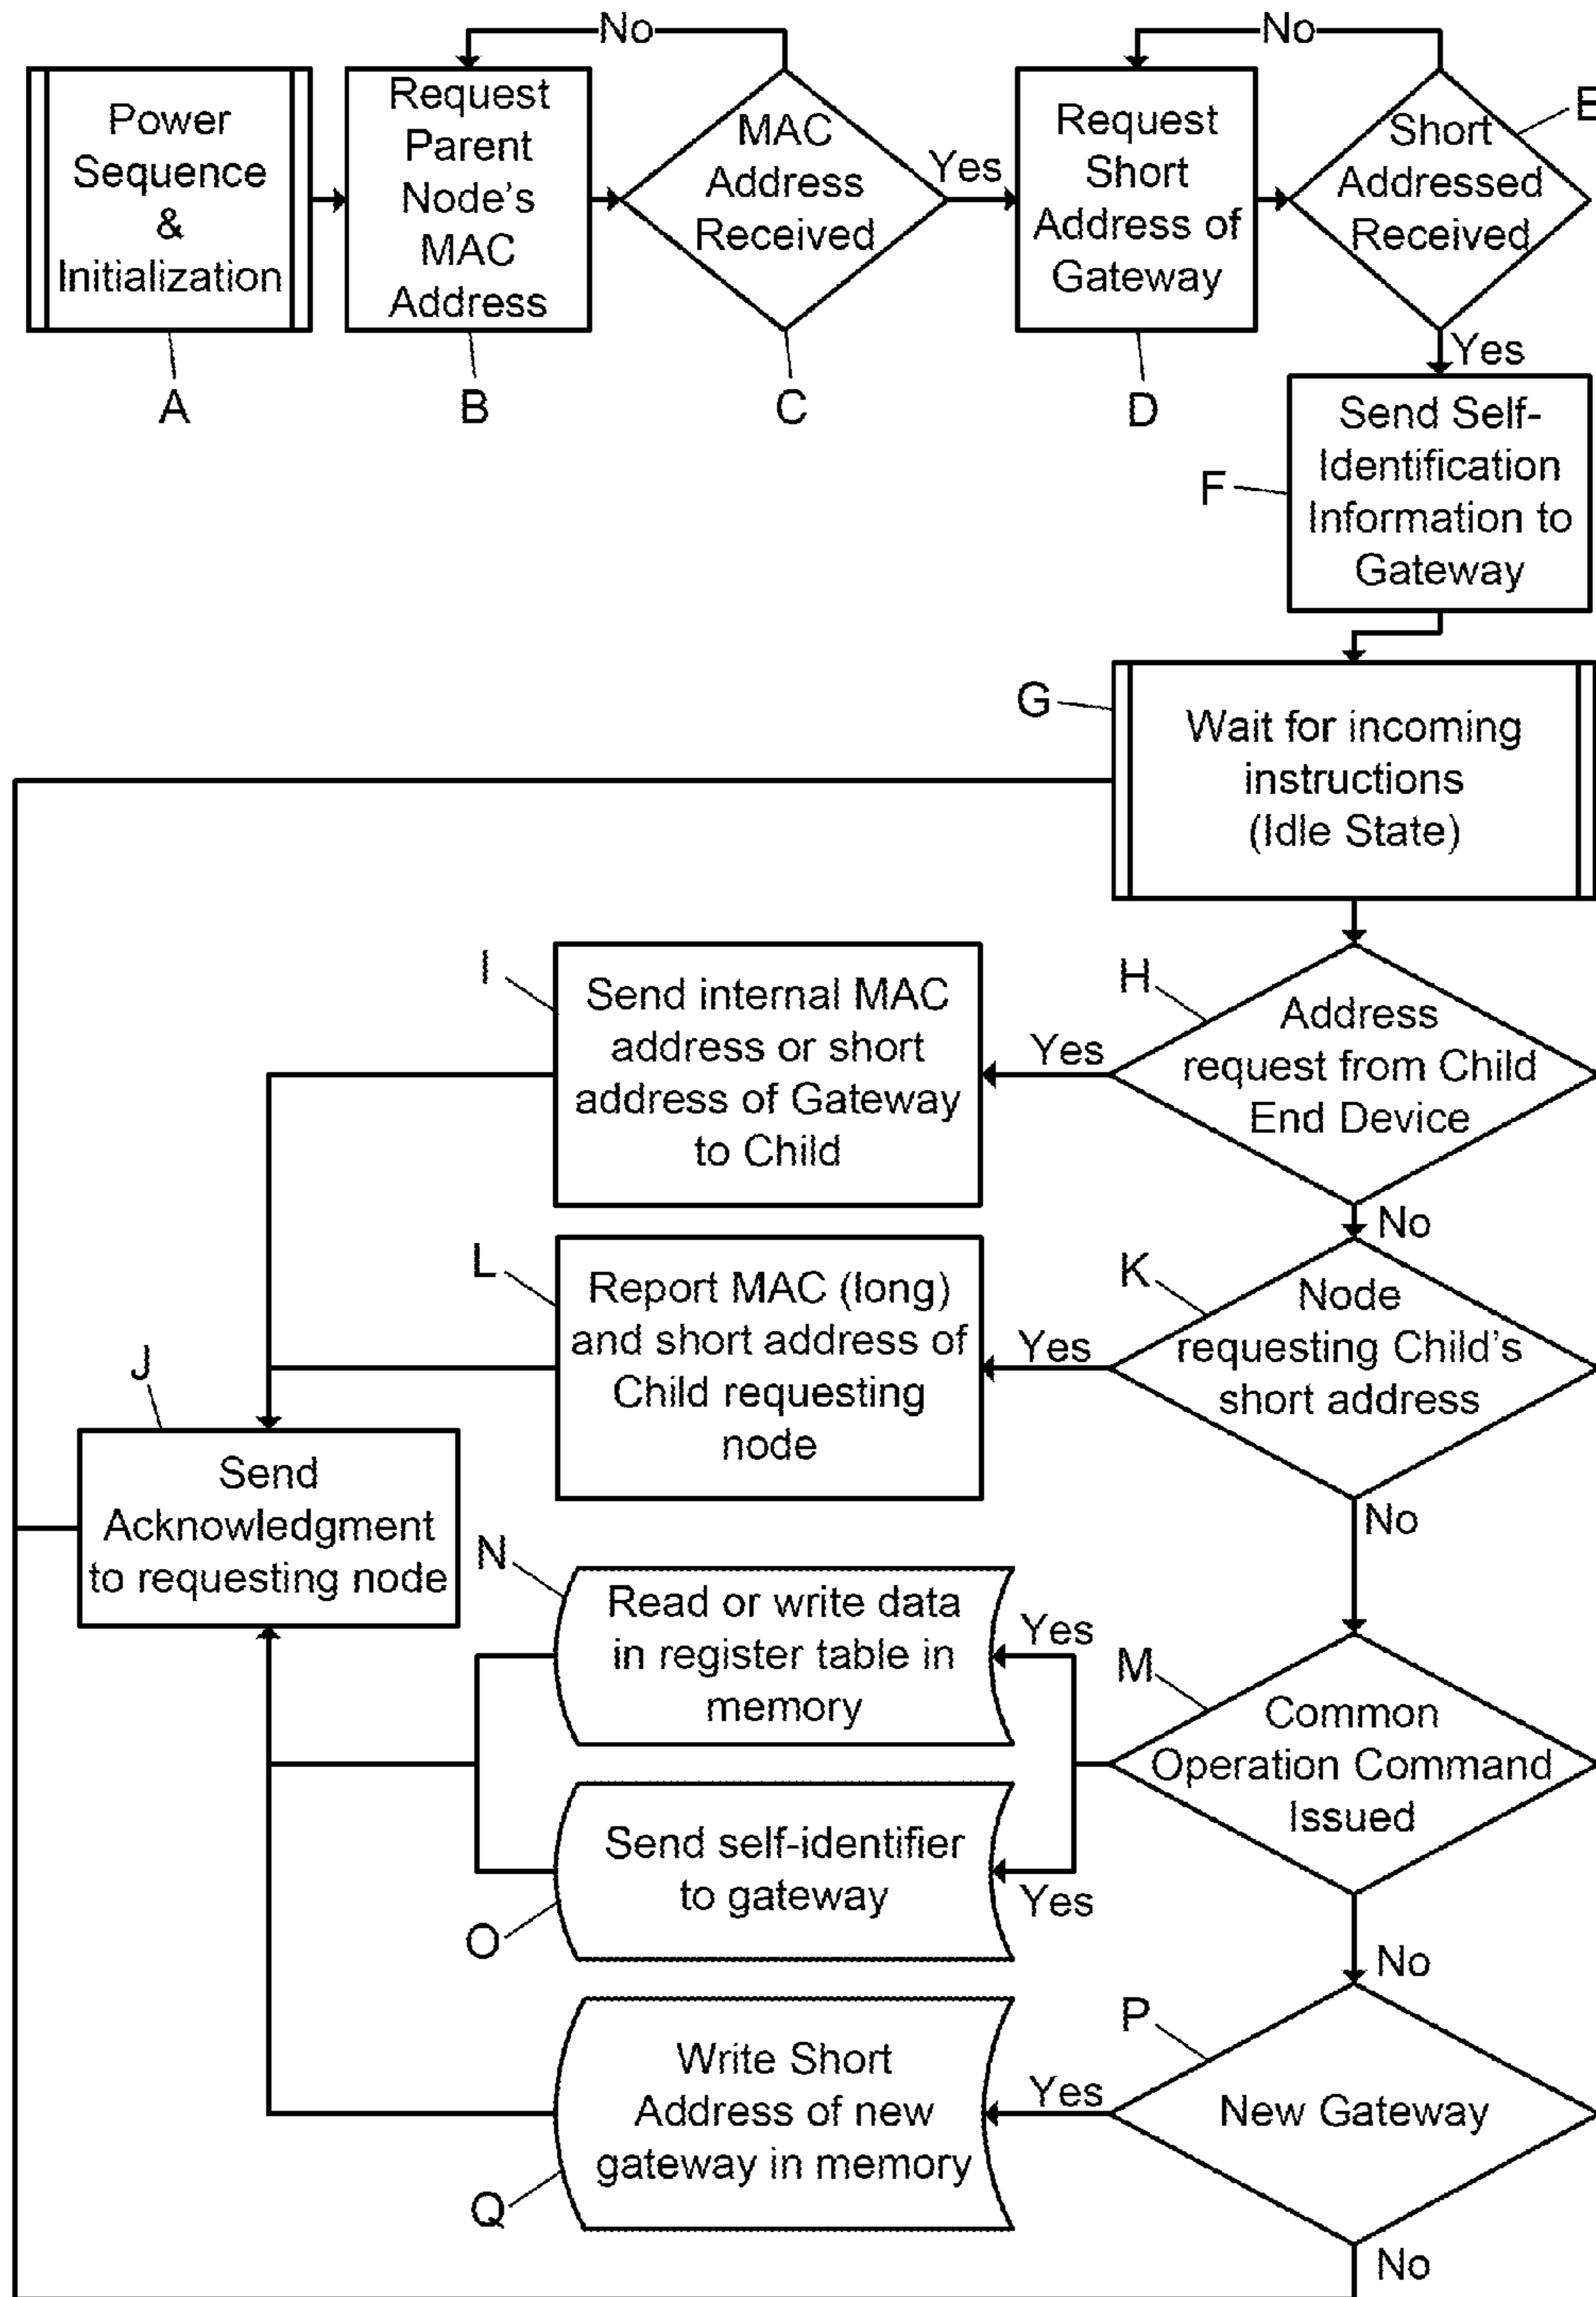 No
No
Power
Sequence
&
Initialization
Request
Parent
Node's
MAC
Address
MAC
Address
Received
Yes
Request
Short
Address of
Gateway
Short
Addressed
Received
E
A
B
C
D
Yes
Send Self-
Identification
Information to
Gateway
F
G
Wait for incoming
instructions
(Idle State)
H
Address
request from Child
End Device
Yes
I
Send internal MAC
address or short
address of Gateway
to Child
No
K
Node
requesting Child's
short address
Yes
L
Report MAC (long)
and short address of
Child requesting
node
J
Send
Acknowledgment
to requesting node
No
N
Read or write data
in register table in
memory
Yes
M
Common
Operation Command
Issued
Send self-identifier
to gateway
Yes
O
No
P
New Gateway
Yes
Write Short
Address of new
gateway in memory
Q
No